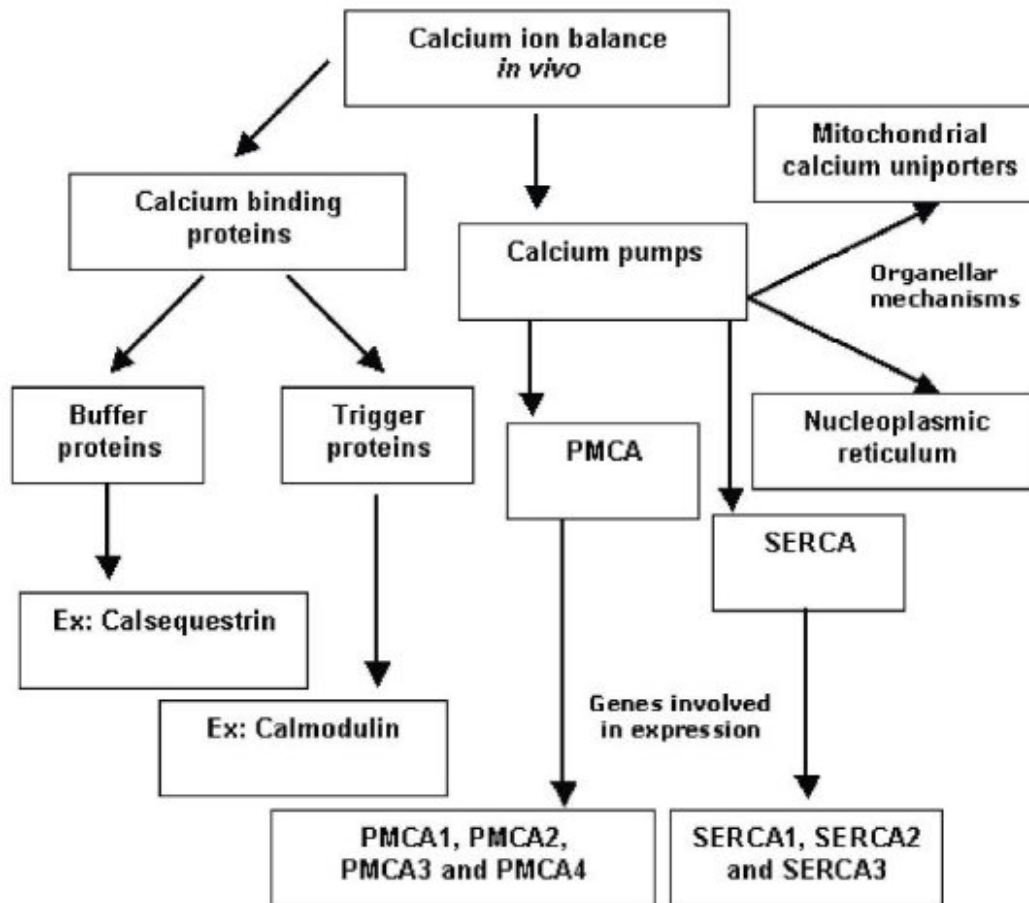 Calcium ion balance
in vivo
Mitochondrial
calcium uniporters
Calcium binding
proteins
Calcium pumps
Organellar
mechanisms
Buffer
proteins
Trigger
proteins
PMCA
Nucleoplasmic
reticulum
SERCA
Ex: Calsequestrin
Ex: Calmodulin
Genes involved
in expression
PMCA1, PMCA2,
PMCA3 and PMCA4
SERCA1, SERCA2
and SERCA3